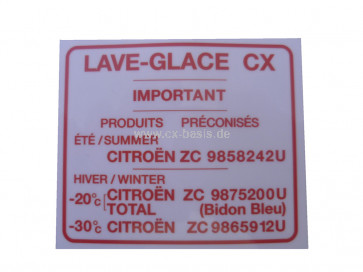 LAVE-GLACE CX
IMPORTANT
PRODUITS PRÉCONISÉS
www.cx-basis.de
ÉTÉ/SUMMER
CITROËN ZC 9858242U
HIVER/WINTER
-20°C CITROËN ZC 9875200U
TOTAL (Bidon Bleu)
-30°C CITROËN ZC 9865912U